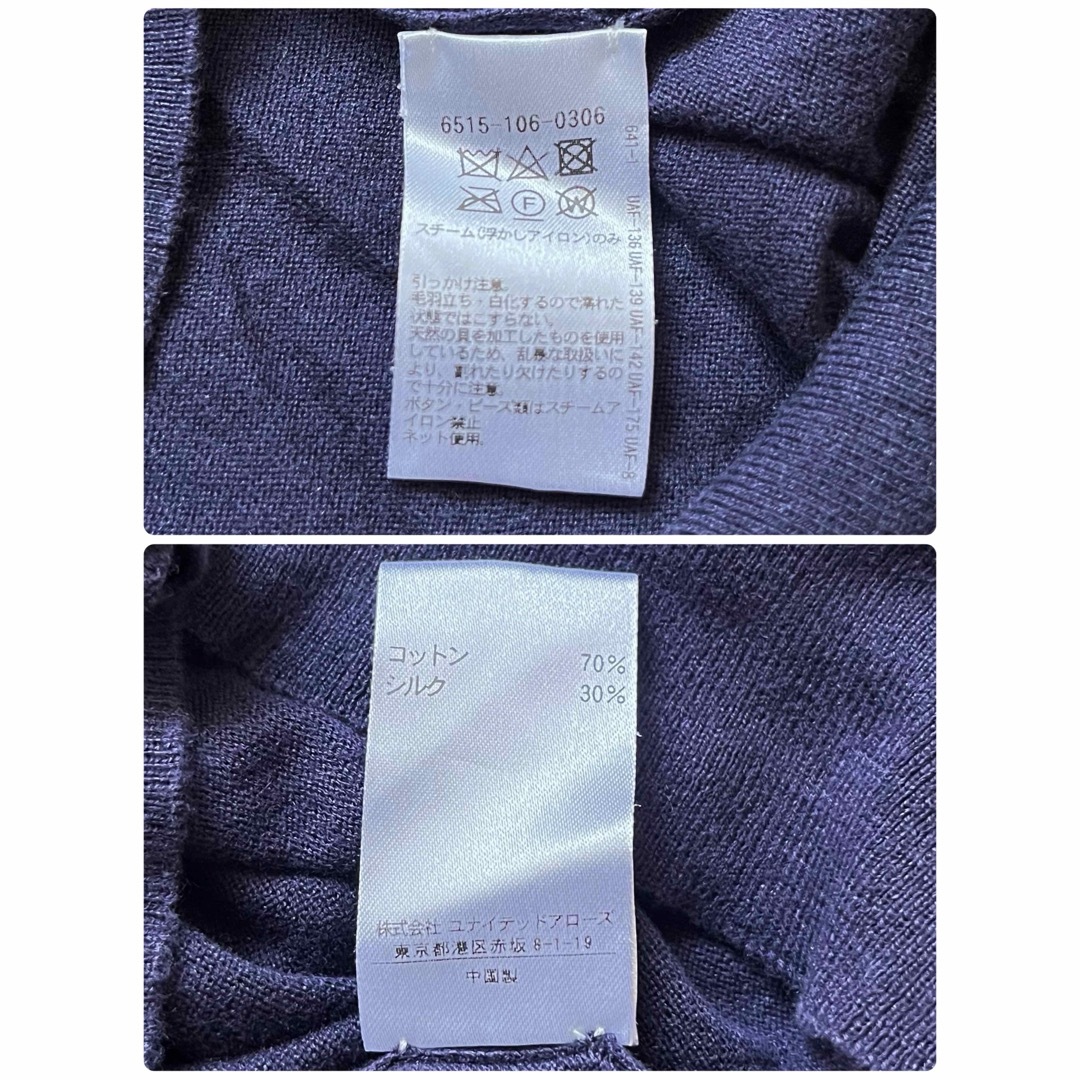 6515-106-0306
F
W
スチーム(浮かしアイロン)のみ
引っかけ注意。
毛羽立ち・白化するので濡れた
状態ではこすらない。
天然の貝を加工したものを使用
しているため、乱暴な取扱いに
より、割れたり欠けたりするの
で十分に注意。
ボタン・ビーズ類はスチームア
イロン禁止
ネット使用。
641-1 UAF-136 UAF-139 UAF-142 UAF-175 UAF-8
コットン 70%
シルク 30%
株式会社 ユナイテッドアローズ
東京都港区赤坂 8-1-19
中国製